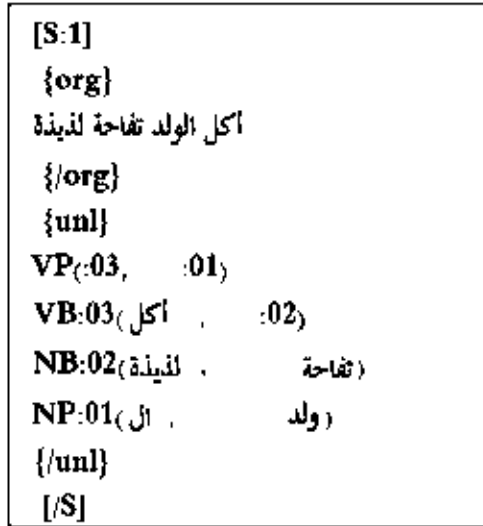 [S:1]
{org}
أكل الولد تفاحة لذيذة
{/org}
{unl}
VP(:03, :01)
VB:03(أكل , :02)
NB:02(تفاحة , لذيذة)
NP:01(ولد , ال)
{/unl}
[/S]